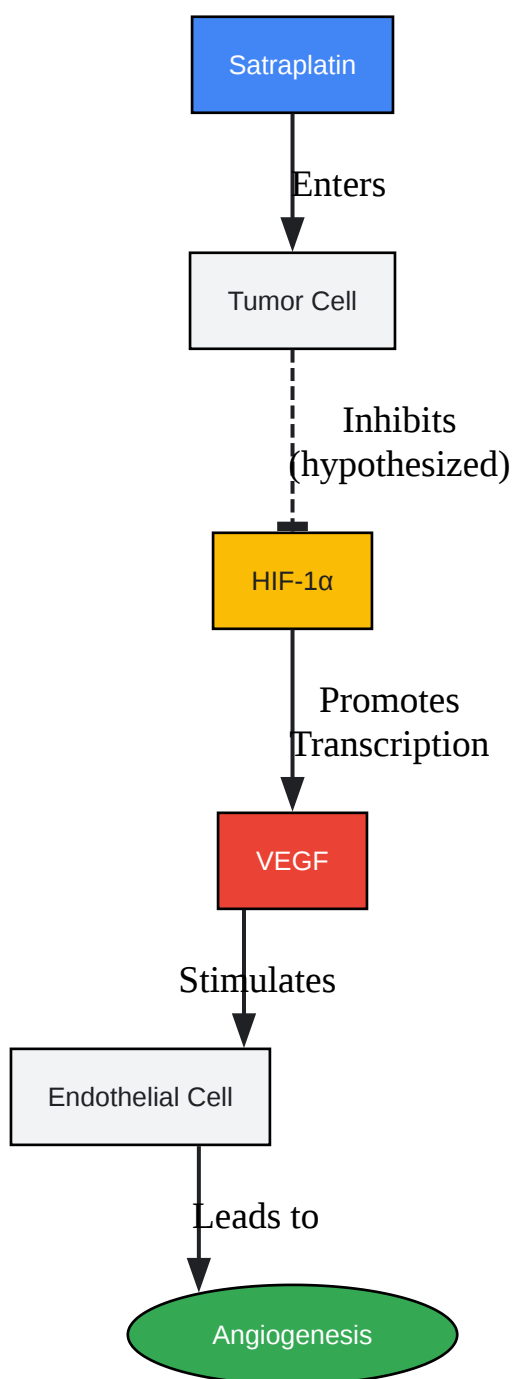 Satraplatin
Enters
Tumor Cell
Inhibits
(hypothesized)
HIF-1α
Promotes
Transcription
VEGF
Stimulates
Endothelial Cell
Leads to
Angiogenesis